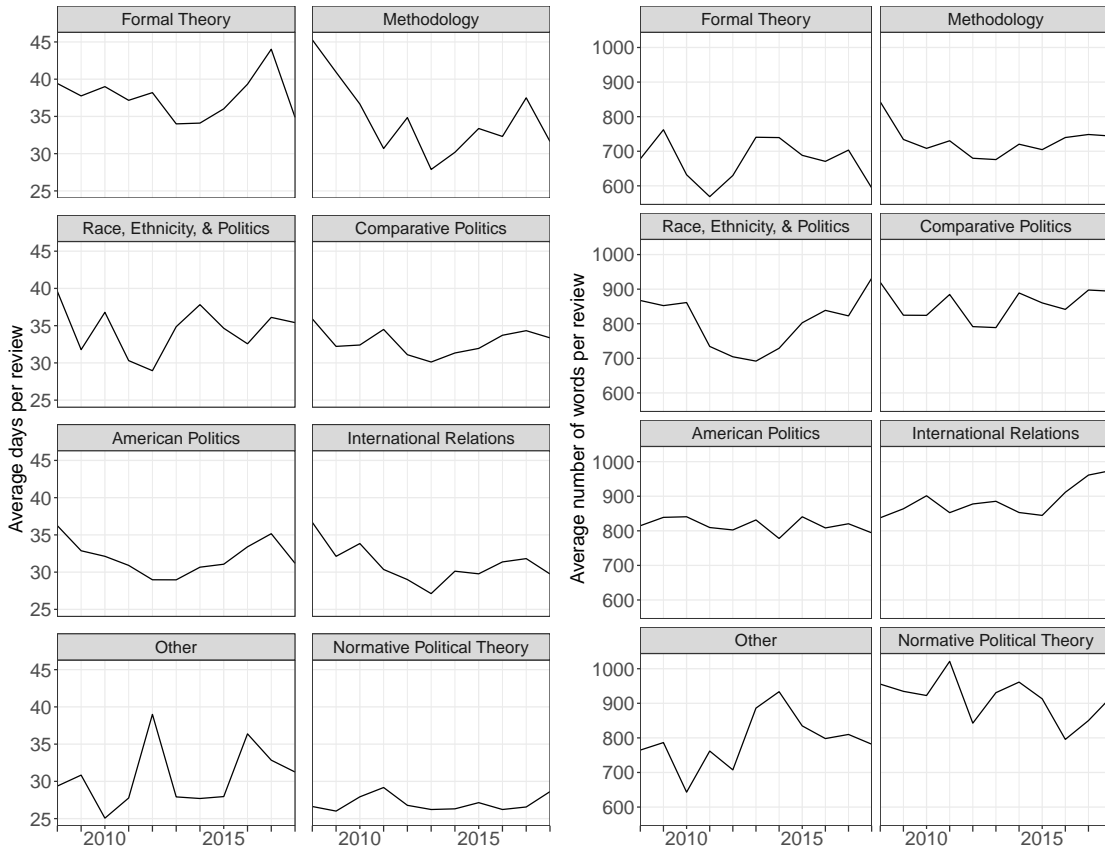 Formal Theory
Methodology
45
40
35
30
25
Race, Ethnicity, & Politics
Comparative Politics
45
40
35
30
25
American Politics
International Relations
45
40
35
30
25
Other
Normative Political Theory
45
40
35
30
25
2010
2015
2010
2015
Average days per review
Formal Theory
Methodology
1000
900
800
700
600
Race, Ethnicity, & Politics
Comparative Politics
1000
900
800
700
600
American Politics
International Relations
1000
900
800
700
600
Other
Normative Political Theory
1000
900
800
700
600
2010
2015
2010
2015
Average number of words per review